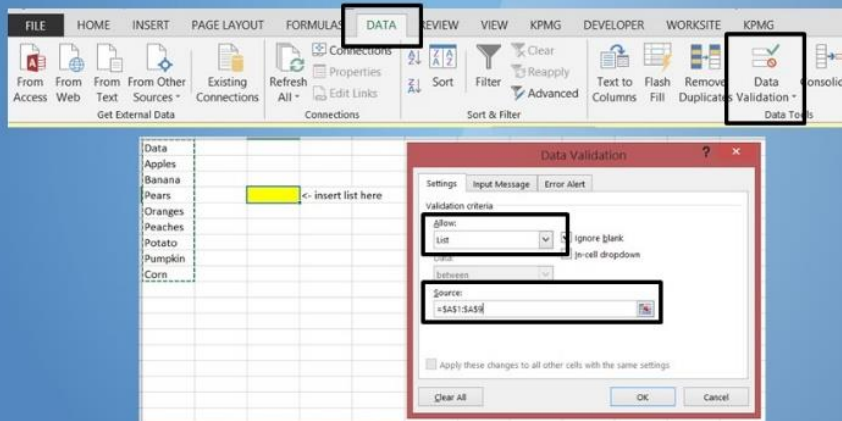 FILE HOME INSERT PAGE LAYOUT FORMULAS DATA REVIEW VIEW KPMG DEVELOPER WORKSITE KPMG
From Access
From Web
From Text
From Other Sources
Existing Connections
Get External Data
Refresh All
Connections
Properties
Edit Links
Connections
Sort
Filter
Clear
Reapply
Advanced
Sort & Filter
Text to Columns
Flash Fill
Remove Duplicates
Data Validation
Consolid
Data Tools
Data
Apples
Banana
Pears
<- insert list here
Oranges
Peaches
Potato
Pumpkin
Corn
Data Validation ? ×
Settings Input Message Error Alert
Validation criteria
Allow:
List
Ignore blank
In-cell dropdown
Data:
between
Source:
=$A$1:$A$9
Apply these changes to all other cells with the same settings
Clear All OK Cancel